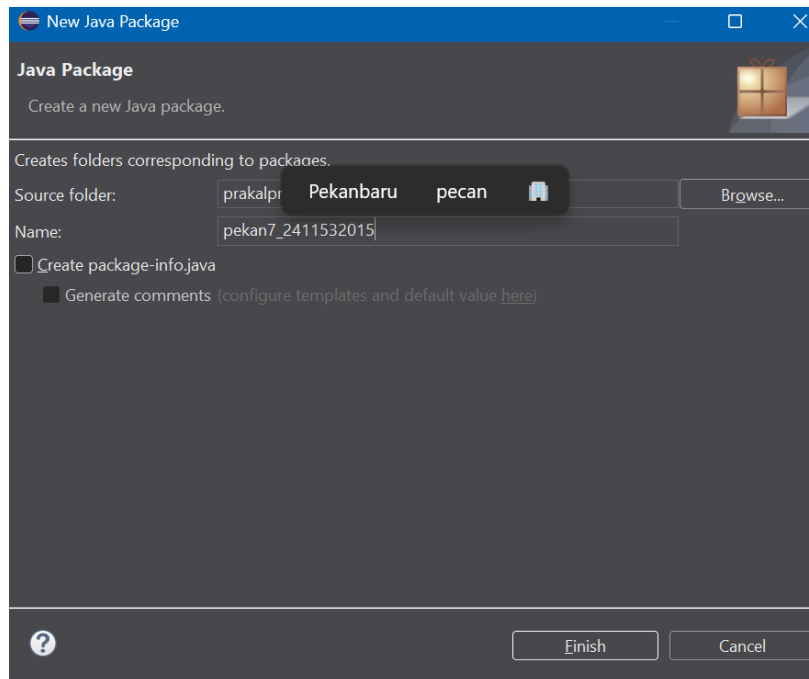 New Java Package
Java Package
Create a new Java package.
Creates folders corresponding to packages.
Source folder: prakalpr Browse...
Pekanbaru pecan
Name: pekan7_2411532015
Create package-info.java
Generate comments (configure templates and default value here)
?
Finish Cancel